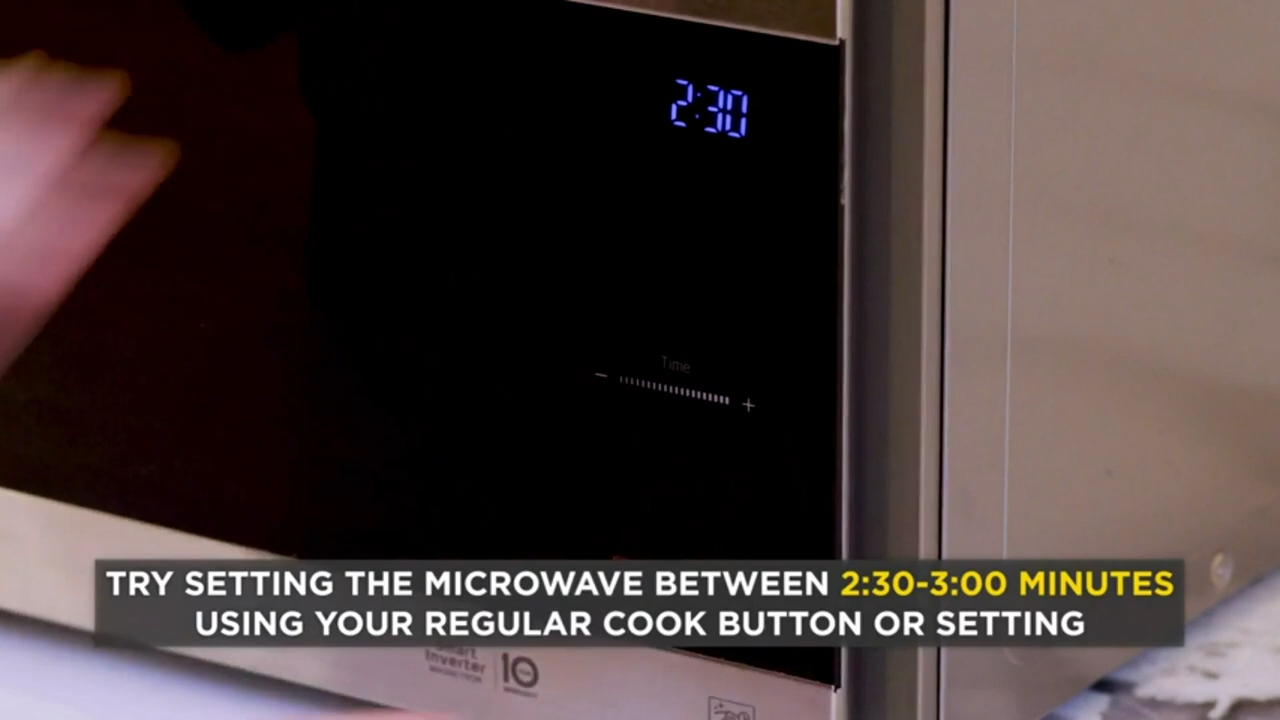 2:30
Time
− +
TRY SETTING THE MICROWAVE BETWEEN 2:30-3:00 MINUTES
USING YOUR REGULAR COOK BUTTON OR SETTING
Smart
Inverter
10